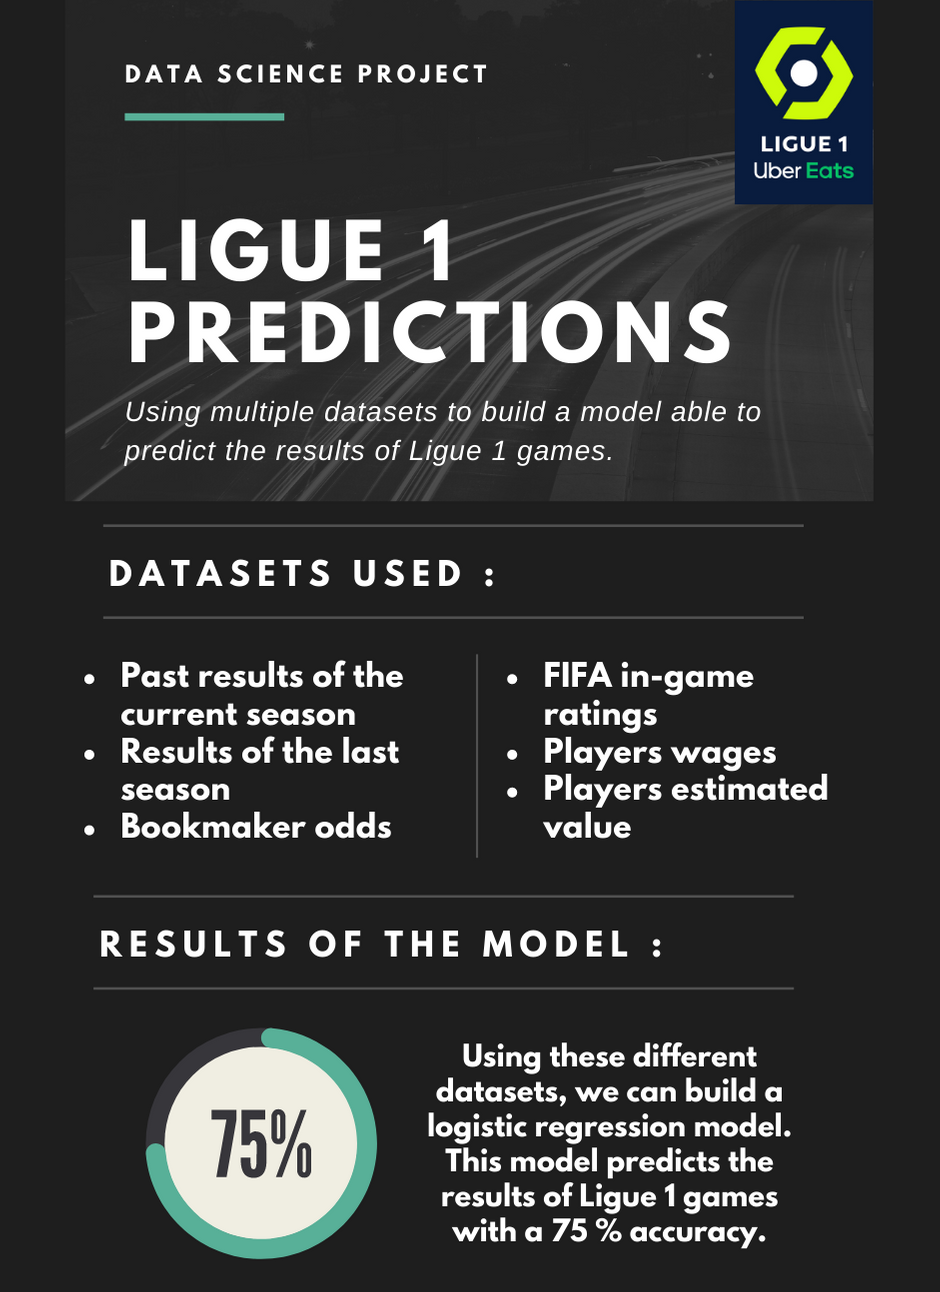 DATA SCIENCE PROJECT
LIGUE 1
Uber Eats
LIGUE 1
PREDICTIONS
Using multiple datasets to build a model able to
predict the results of Ligue 1 games.
DATASETS USED :
• Past results of the
current season
• Results of the last
season
• Bookmaker odds
• FIFA in-game
ratings
• Players wages
• Players estimated
value
RESULTS OF THE MODEL :
75%
Using these different
datasets, we can build a
logistic regression model.
This model predicts the
results of Ligue 1 games
with a 75 % accuracy.